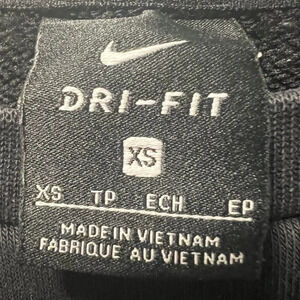 DRI-FIT
XS
XS TP ECH EP
MADE IN VIETNAM
FABRIQUE AU VIETNAM